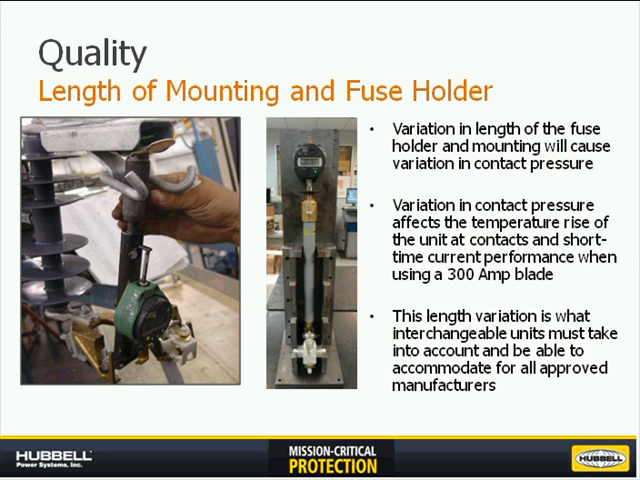 Quality
Length of Mounting and Fuse Holder
• Variation in length of the fuse
holder and mounting will cause
variation in contact pressure
• Variation in contact pressure
affects the temperature rise of
the unit at contacts and short-
time current performance when
using a 300 Amp blade
• This length variation is what
interchangeable units must take
into account and be able to
accommodate for all approved
manufacturers
HUBBELL
Power Systems, Inc.
MISSION-CRITICAL
PROTECTION
HUBBELL